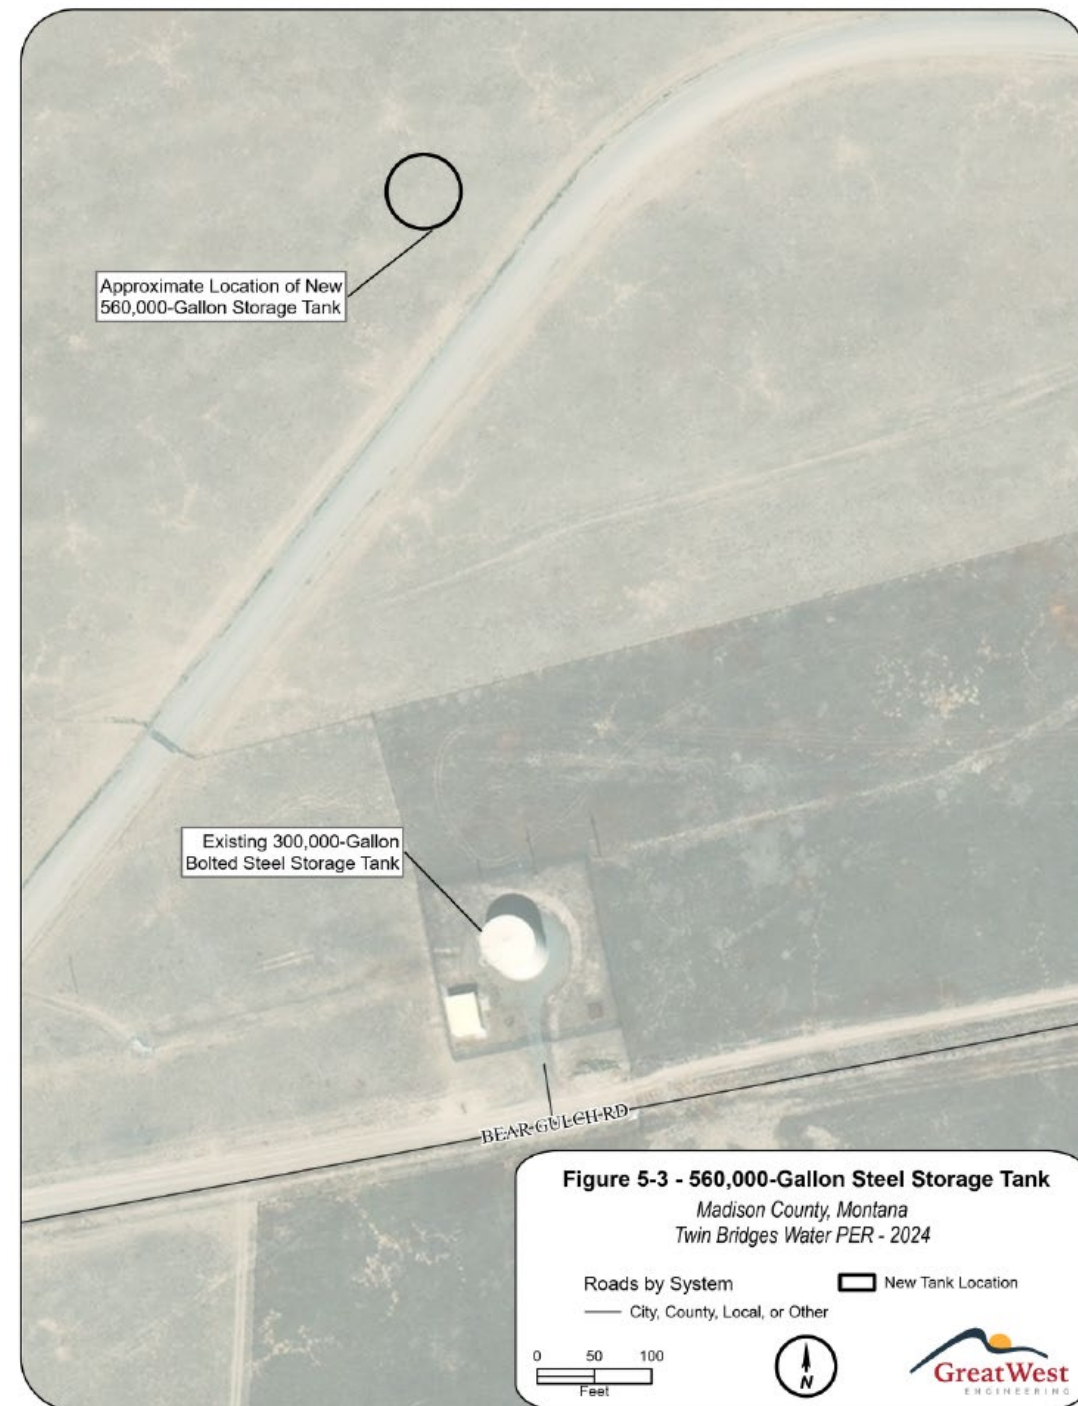 Approximate Location of New
560,000-Gallon Storage Tank
Existing 300,000-Gallon
Bolted Steel Storage Tank
BEAR GULCH RD
Figure 5-3 - 560,000-Gallon Steel Storage Tank
Madison County, Montana
Twin Bridges Water PER - 2024
Roads by System
New Tank Location
City, County, Local, or Other
0 50 100
Feet
N
GreatWest
ENGINEERING